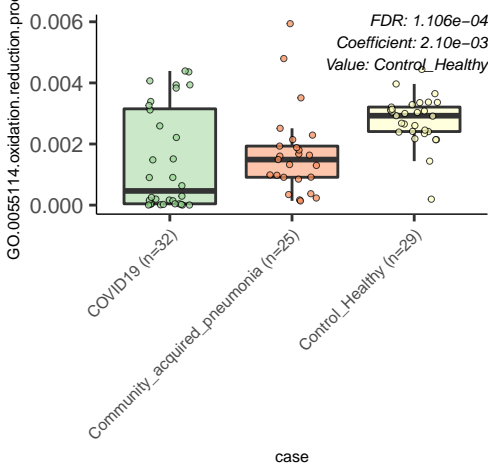 GO.0055114.oxidation.reduction.proc
FDR: 1.106e−04
Coefficient: 2.10e−03
Value: Control_Healthy
0.006
0.004
0.002
0.000
COVID19 (n=32)
Community_acquired_pneumonia (n=25)
Control_Healthy (n=29)
case